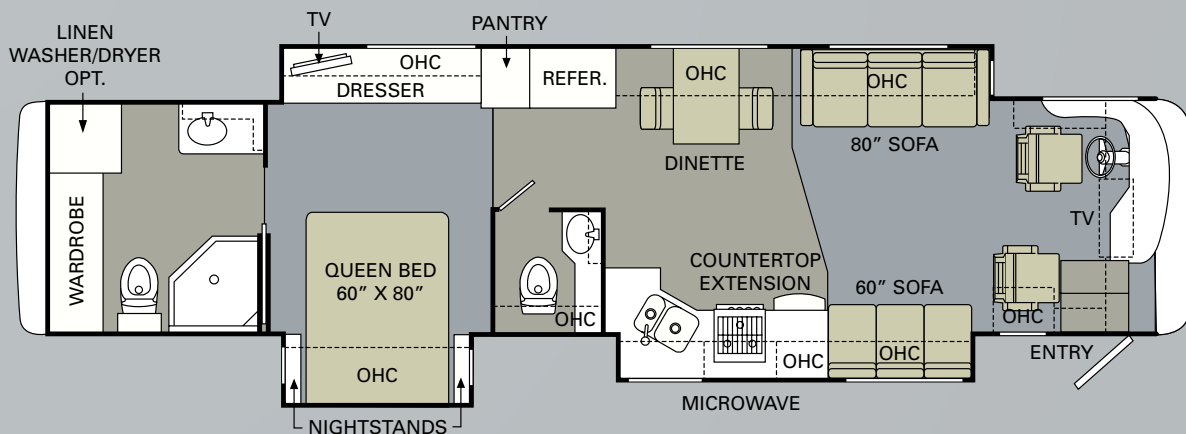 TV
PANTRY
LINEN
WASHER/DRYER
OPT.
OHC
DRESSER
REFER.
OHC
OHC
DINETTE
80” SOFA
WARDROBE
TV
QUEEN BED
60” X 80”
COUNTERTOP
EXTENSION
60” SOFA
OHC
OHC
OHC
OHC
OHC
ENTRY
MICROWAVE
NIGHTSTANDS